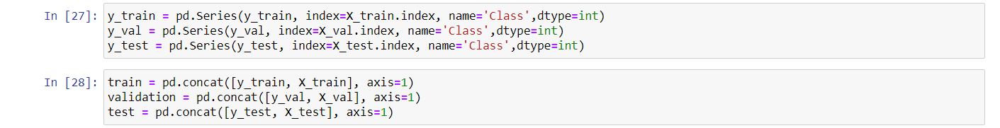 In [27]: y_train = pd.Series(y_train, index=X_train.index, name='Class',dtype=int)
y_val = pd.Series(y_val, index=X_val.index, name='Class',dtype=int)
y_test = pd.Series(y_test, index=X_test.index, name='Class',dtype=int)
In [28]: train = pd.concat([y_train, X_train], axis=1)
validation = pd.concat([y_val, X_val], axis=1)
test = pd.concat([y_test, X_test], axis=1)